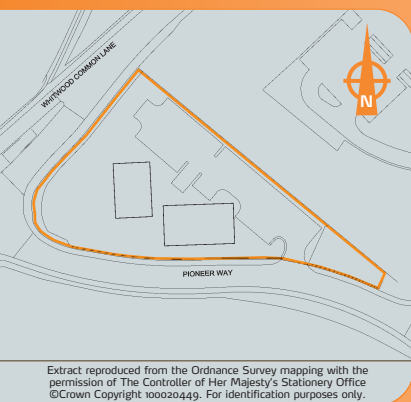 WHITWOOD COMMON LANE
N
PIONEER WAY
Extract reproduced from the Ordnance Survey mapping with the
permission of The Controller of Her Majesty's Stationery Office
©Crown Copyright 100020449. For identification purposes only.